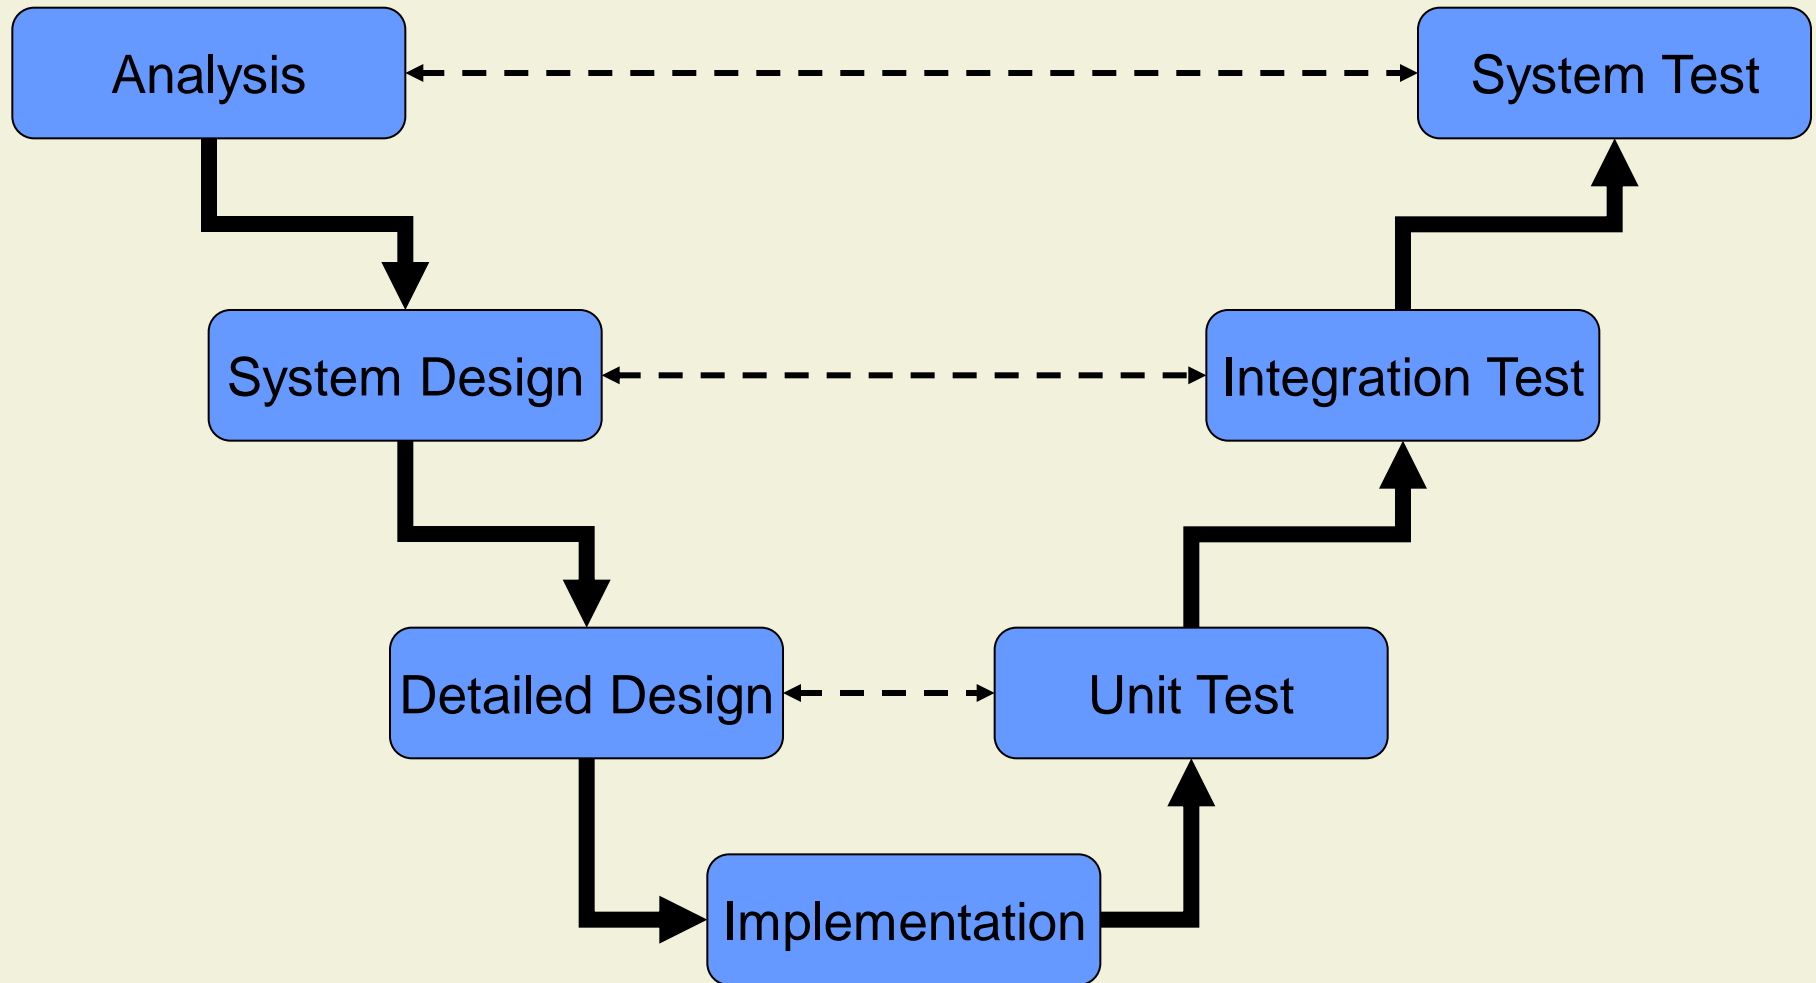 Analysis
System Test
System Design
Integration Test
Detailed Design
Unit Test
Implementation